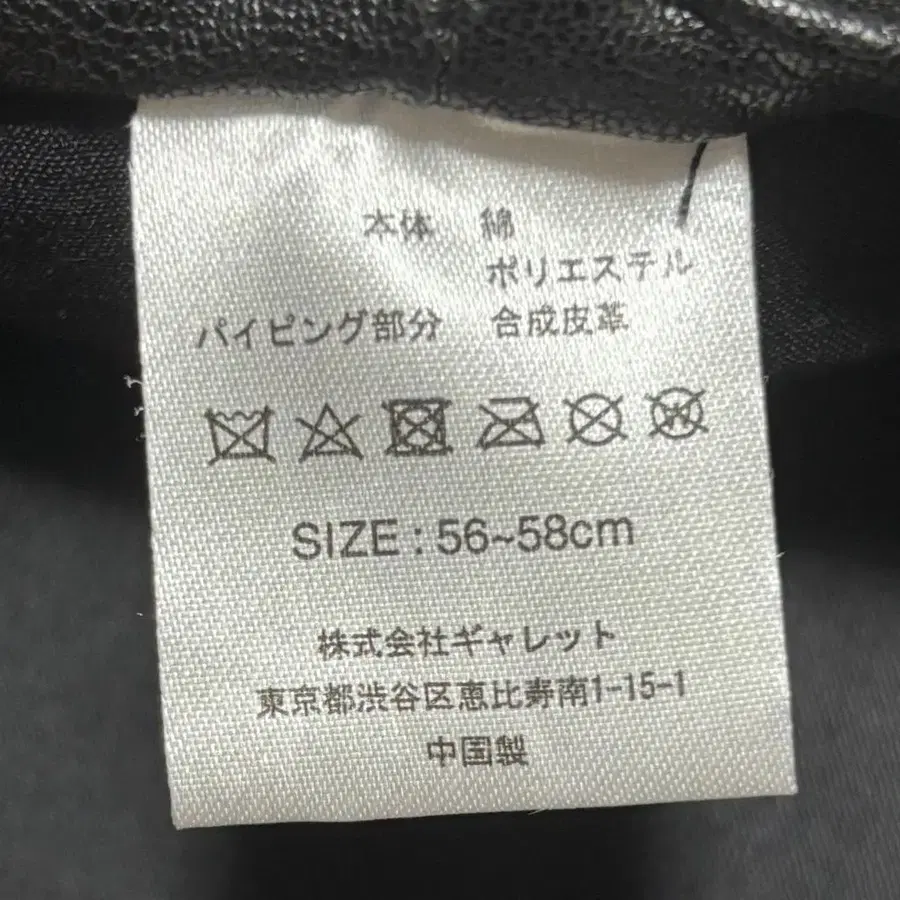 本体 綿
ポリエステル
パイピング部分 合成皮革
W
SIZE : 56~58cm
株式会社ギャレット
東京都渋谷区恵比寿南1-15-1
中国製